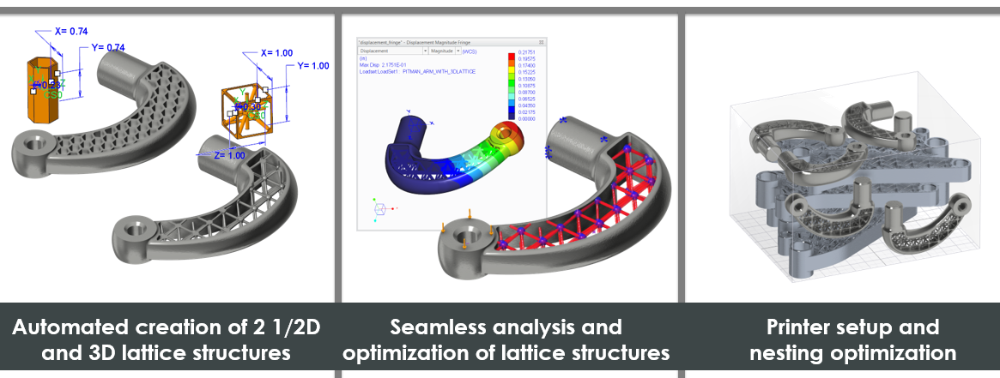 X= 0.74
Y= 0.74
X= 1.00
Y= 1.00
Z= 1.00
"displacement_fringe" - Displacement Magnitude Fringe
Displacement
Magnitude
(WCS)
(in)
Max Disp 2.1751E-01
Loadset:LoadSet1 : PITMAN_ARM_WITH_3DLATTICE
0.21751
0.19575
0.17400
0.15225
0.13050
0.10875
0.08700
0.06525
0.04350
0.02175
0.00000
Automated creation of 2 1/2D
and 3D lattice structures
Seamless analysis and
optimization of lattice structures
Printer setup and
nesting optimization